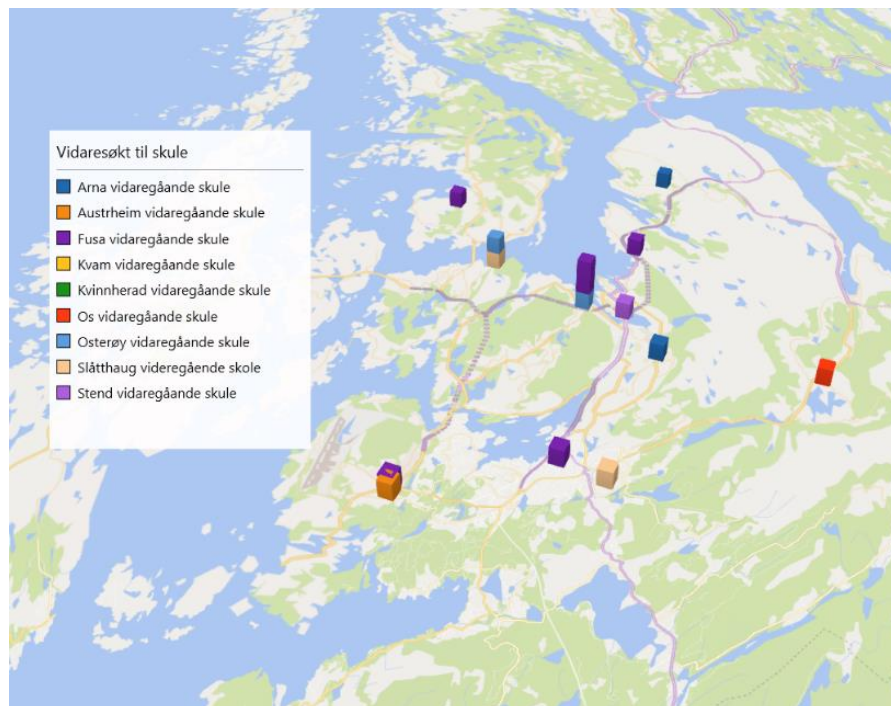 Vidaresøkt til skule
Arna vidaregåande skule
Austrheim vidaregåande skule
Fusa vidaregåande skule
Kvam vidaregåande skule
Kvinnherad vidaregåande skule
Os vidaregåande skule
Osterøy vidaregåande skule
Slåtthaug videregående skole
Stend vidaregåande skule